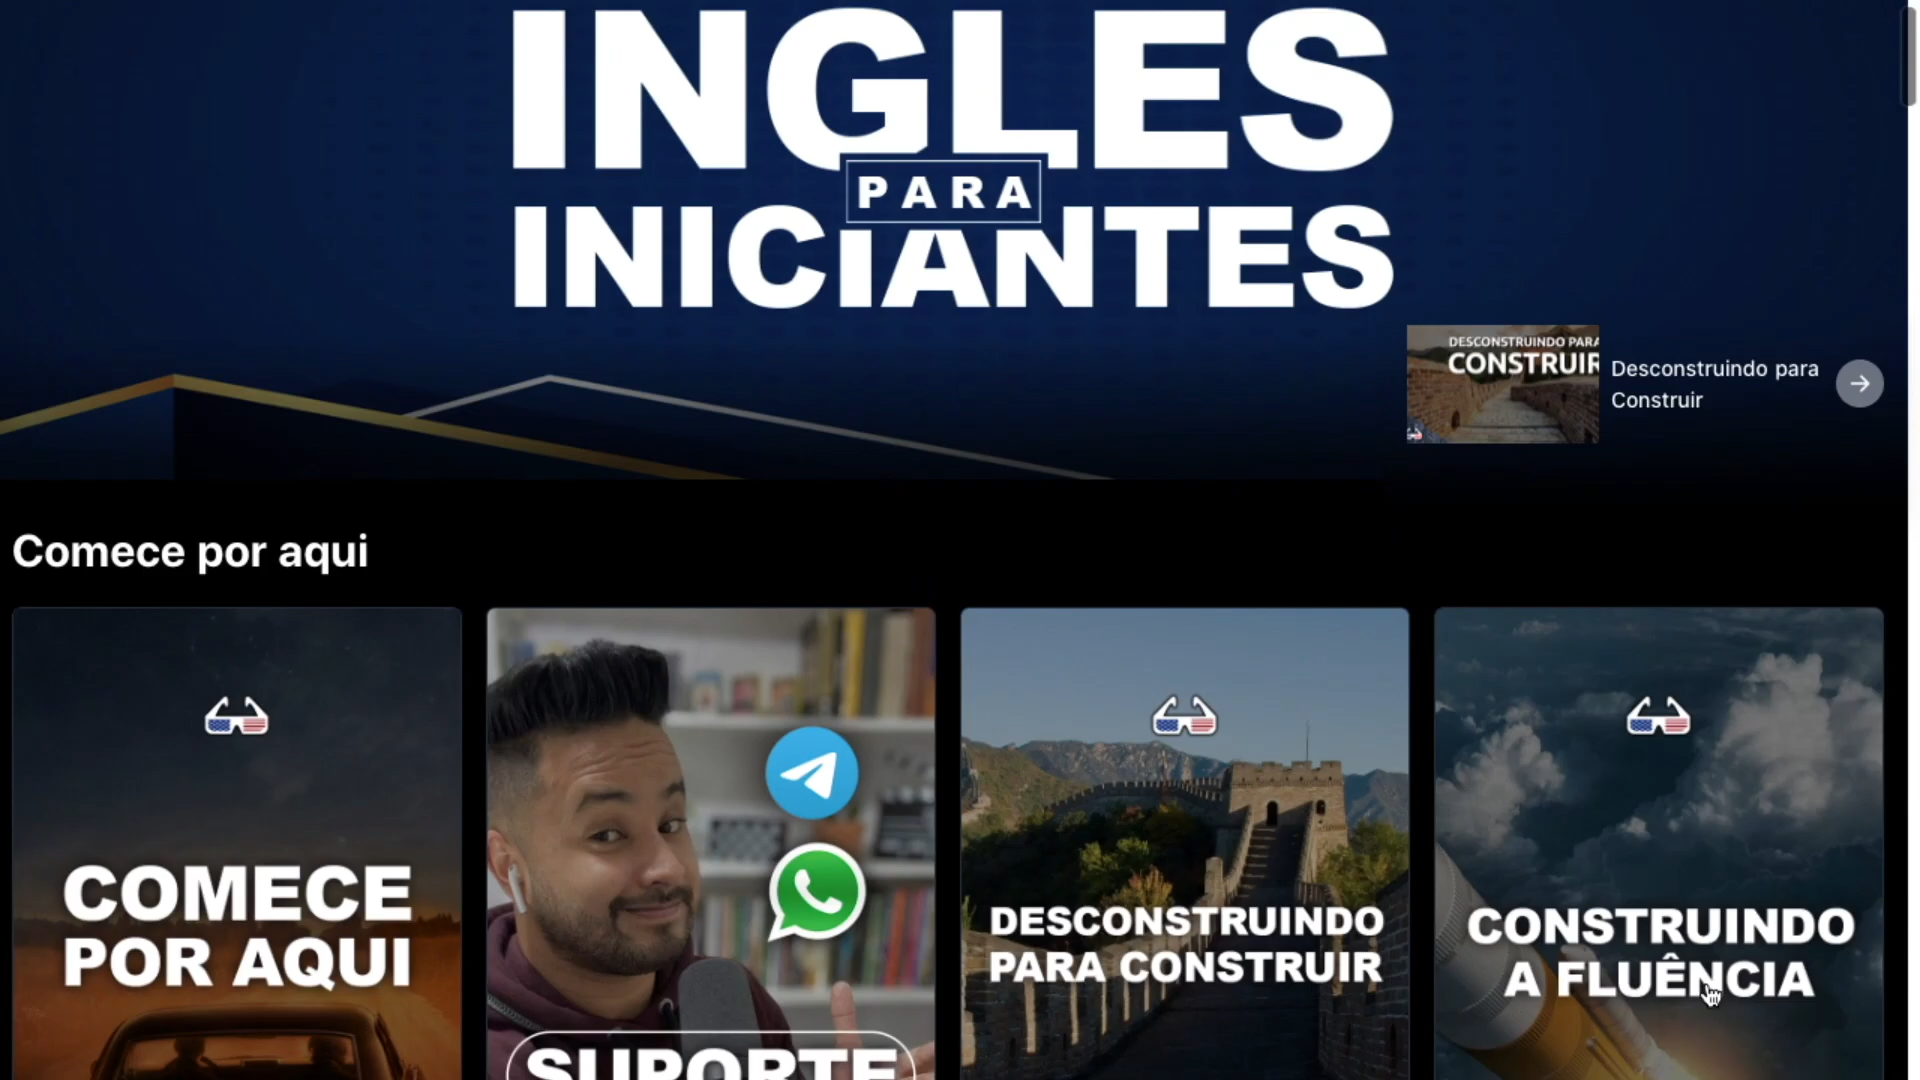 INGLES
PARA
INICIANTES
DESCONSTRUINDO PARA
CONSTRUIR
Desconstruindo para
Construir
Comece por aqui
COMECE
POR AQUI
SUPORTE
DESCONSTRUINDO
PARA CONSTRUIR
CONSTRUINDO
A FLUÊNCIA